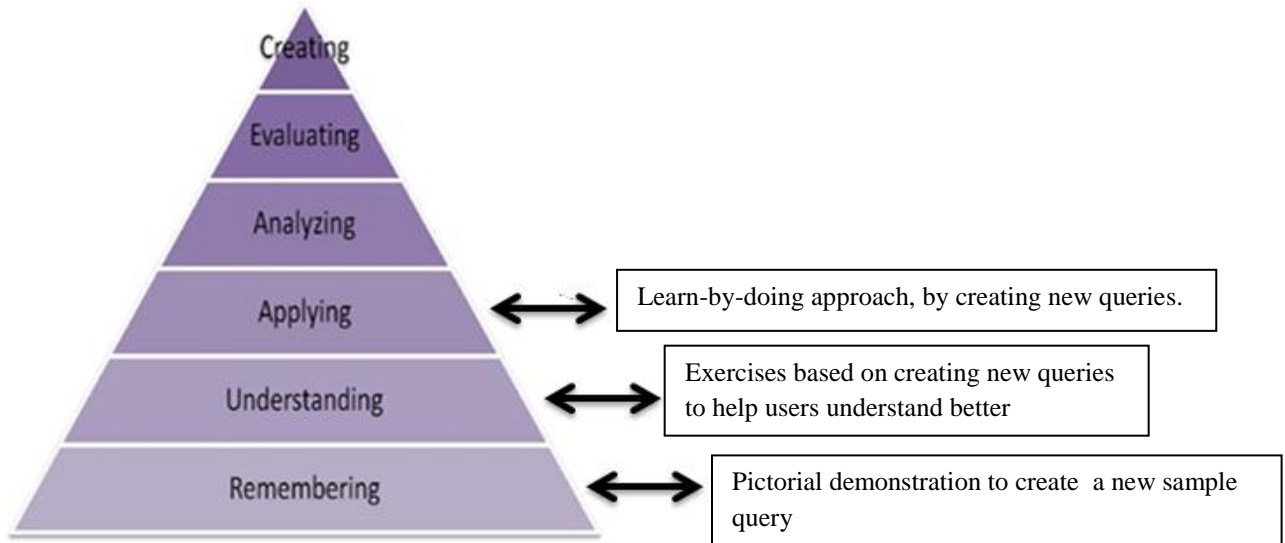 Creating
Evaluating
Analyzing
Applying
Learn-by-doing approach, by creating new queries.
Understanding
Exercises based on creating new queries
to help users understand better
Remembering
Pictorial demonstration to create a new sample
query